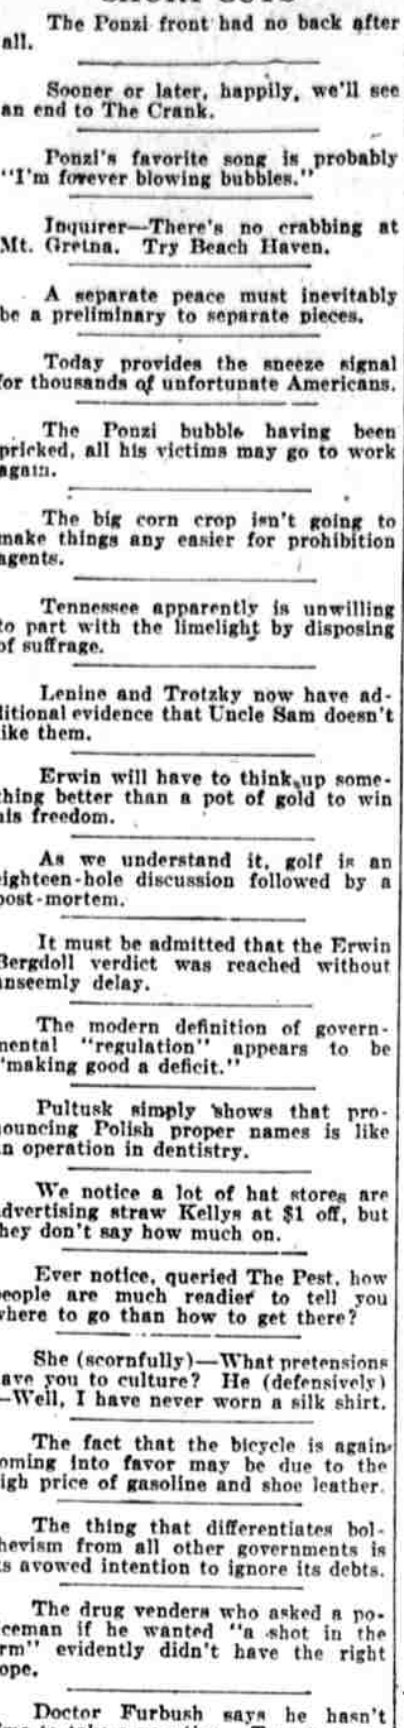 The Ponzi front had no back after
all.
Sooner or later, happily, we'll see
an end to The Crank.
Ponzi's favorite song is probably
"I'm forever blowing bubbles."
Inquirer—There's no crabbing at
Mt. Gretna. Try Beach Haven.
A separate peace must inevitably
be a preliminary to separate pieces.
Today provides the sneeze signal
for thousands of unfortunate Americans.
The Ponzi bubble having been
pricked, all his victims may go to work
again.
The big corn crop isn't going to
make things any easier for prohibition
agents.
Tennessee apparently is unwilling
to part with the limelight by disposing
of suffrage.
Lenine and Trotzky now have ad-
litional evidence that Uncle Sam doesn't
like them.
Erwin will have to think up some-
thing better than a pot of gold to win
his freedom.
As we understand it, golf is an
eighteen-hole discussion followed by a
post-mortem.
It must be admitted that the Erwin
Bergdoll verdict was reached without
unseemly delay.
The modern definition of govern-
mental "regulation" appears to be
"making good a deficit."
Pultusk simply shows that pro-
nouncing Polish proper names is like
an operation in dentistry.
We notice a lot of hat stores are
advertising straw Kellys at $1 off, but
they don't say how much on.
Ever notice, queried The Pest, how
people are much readier to tell you
where to go than how to get there?
She (scornfully)—What pretensions
have you to culture? He (defensively)
—Well, I have never worn a silk shirt.
The fact that the bicycle is again
coming into favor may be due to the
high price of gasoline and shoe leather.
The thing that differentiates bol-
shevism from all other governments is
its avowed intention to ignore its debts.
The drug venders who asked a po-
liceman if he wanted "a shot in the
arm" evidently didn't have the right
dope.
Doctor Furbush says he hasn't